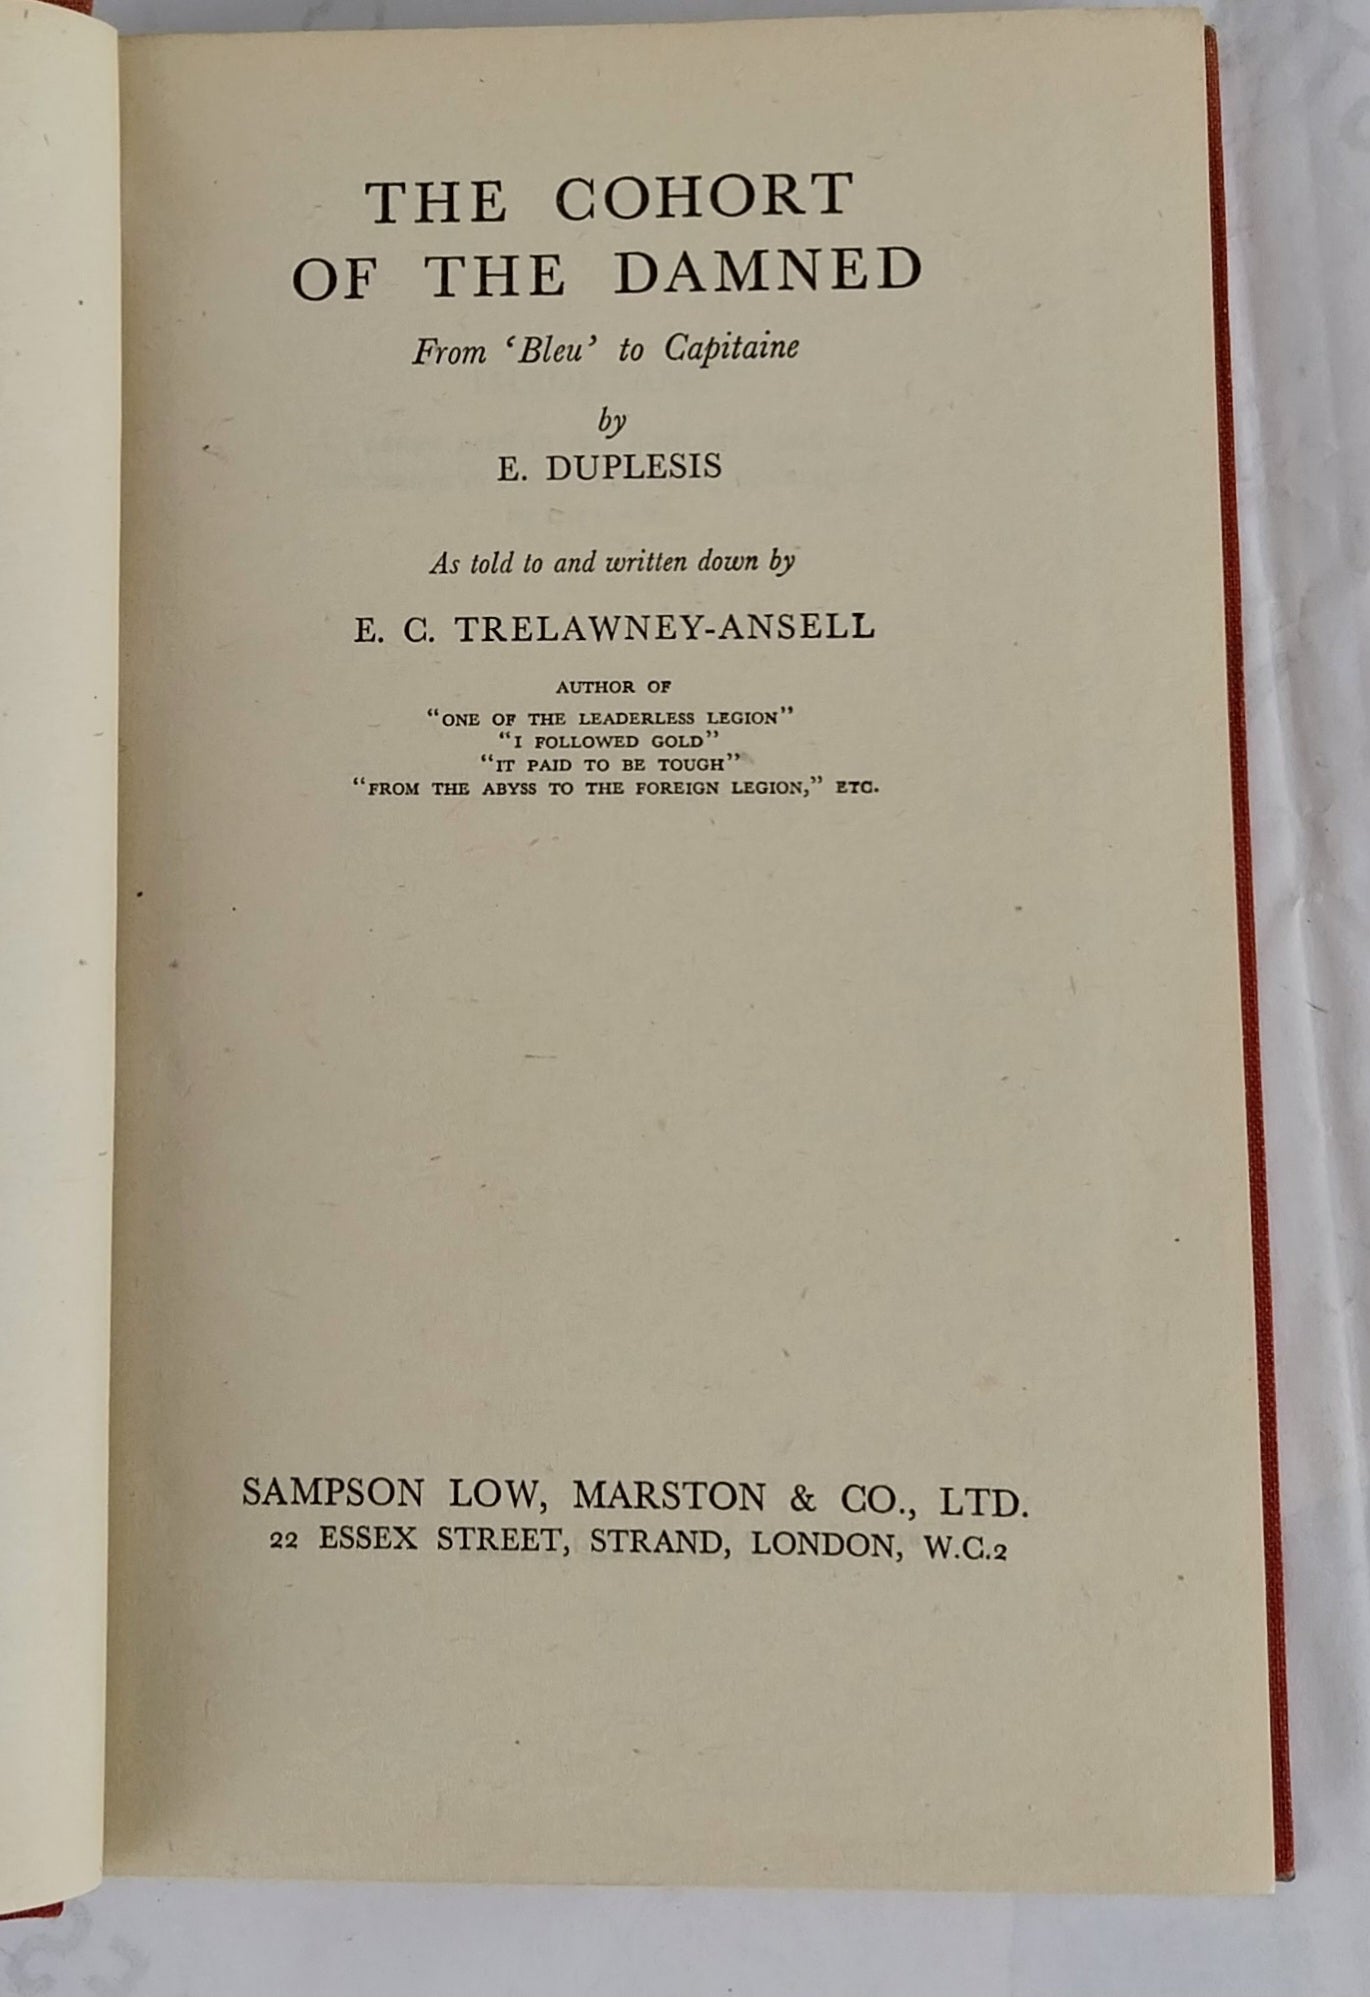 THE COHORT
OF THE DAMNED
From ‘Bleu’ to Capitaine
by
E. DUPLESIS
As told to and written down by
E. C. TRELAWNEY-ANSELL
AUTHOR OF
“ONE OF THE LEADERLESS LEGION”
“I FOLLOWED GOLD”
“IT PAID TO BE TOUGH”
“FROM THE ABYSS TO THE FOREIGN LEGION,” ETC.
SAMPSON LOW, MARSTON & CO., LTD.
22 ESSEX STREET, STRAND, LONDON, W.C.2